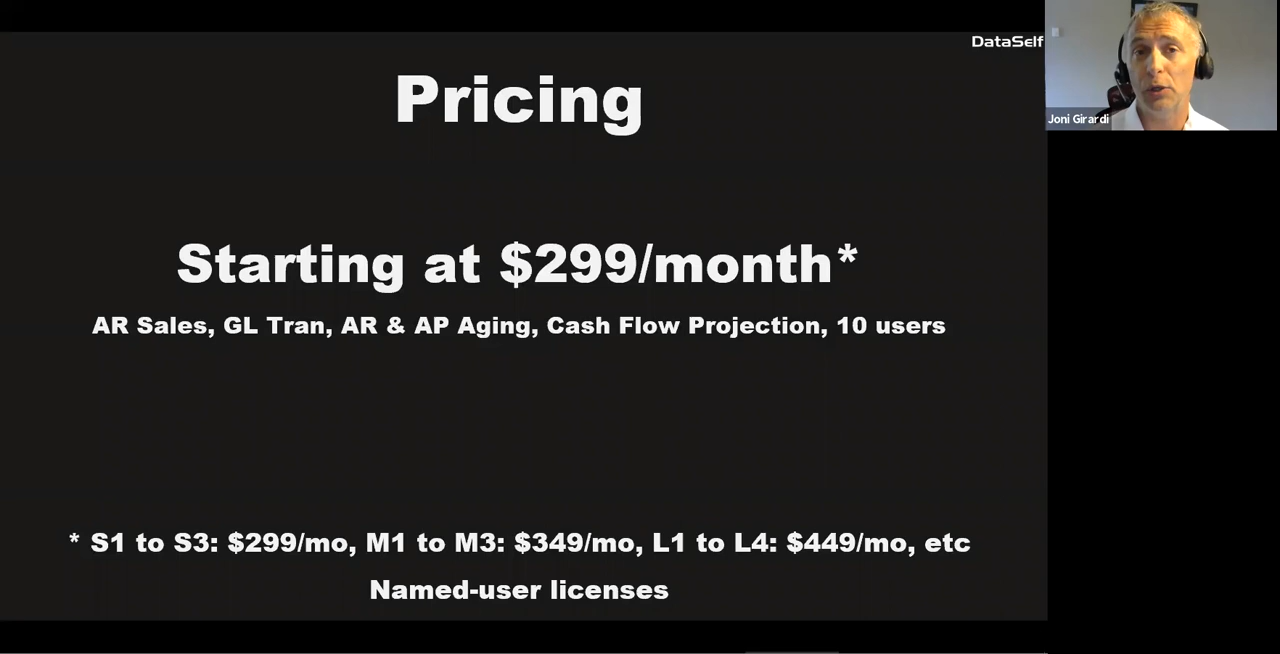 DataSelf
Joni Girardi
Pricing
Starting at $299/month*
AR Sales, GL Tran, AR & AP Aging, Cash Flow Projection, 10 users
* S1 to S3: $299/mo, M1 to M3: $349/mo, L1 to L4: $449/mo, etc
Named-user licenses